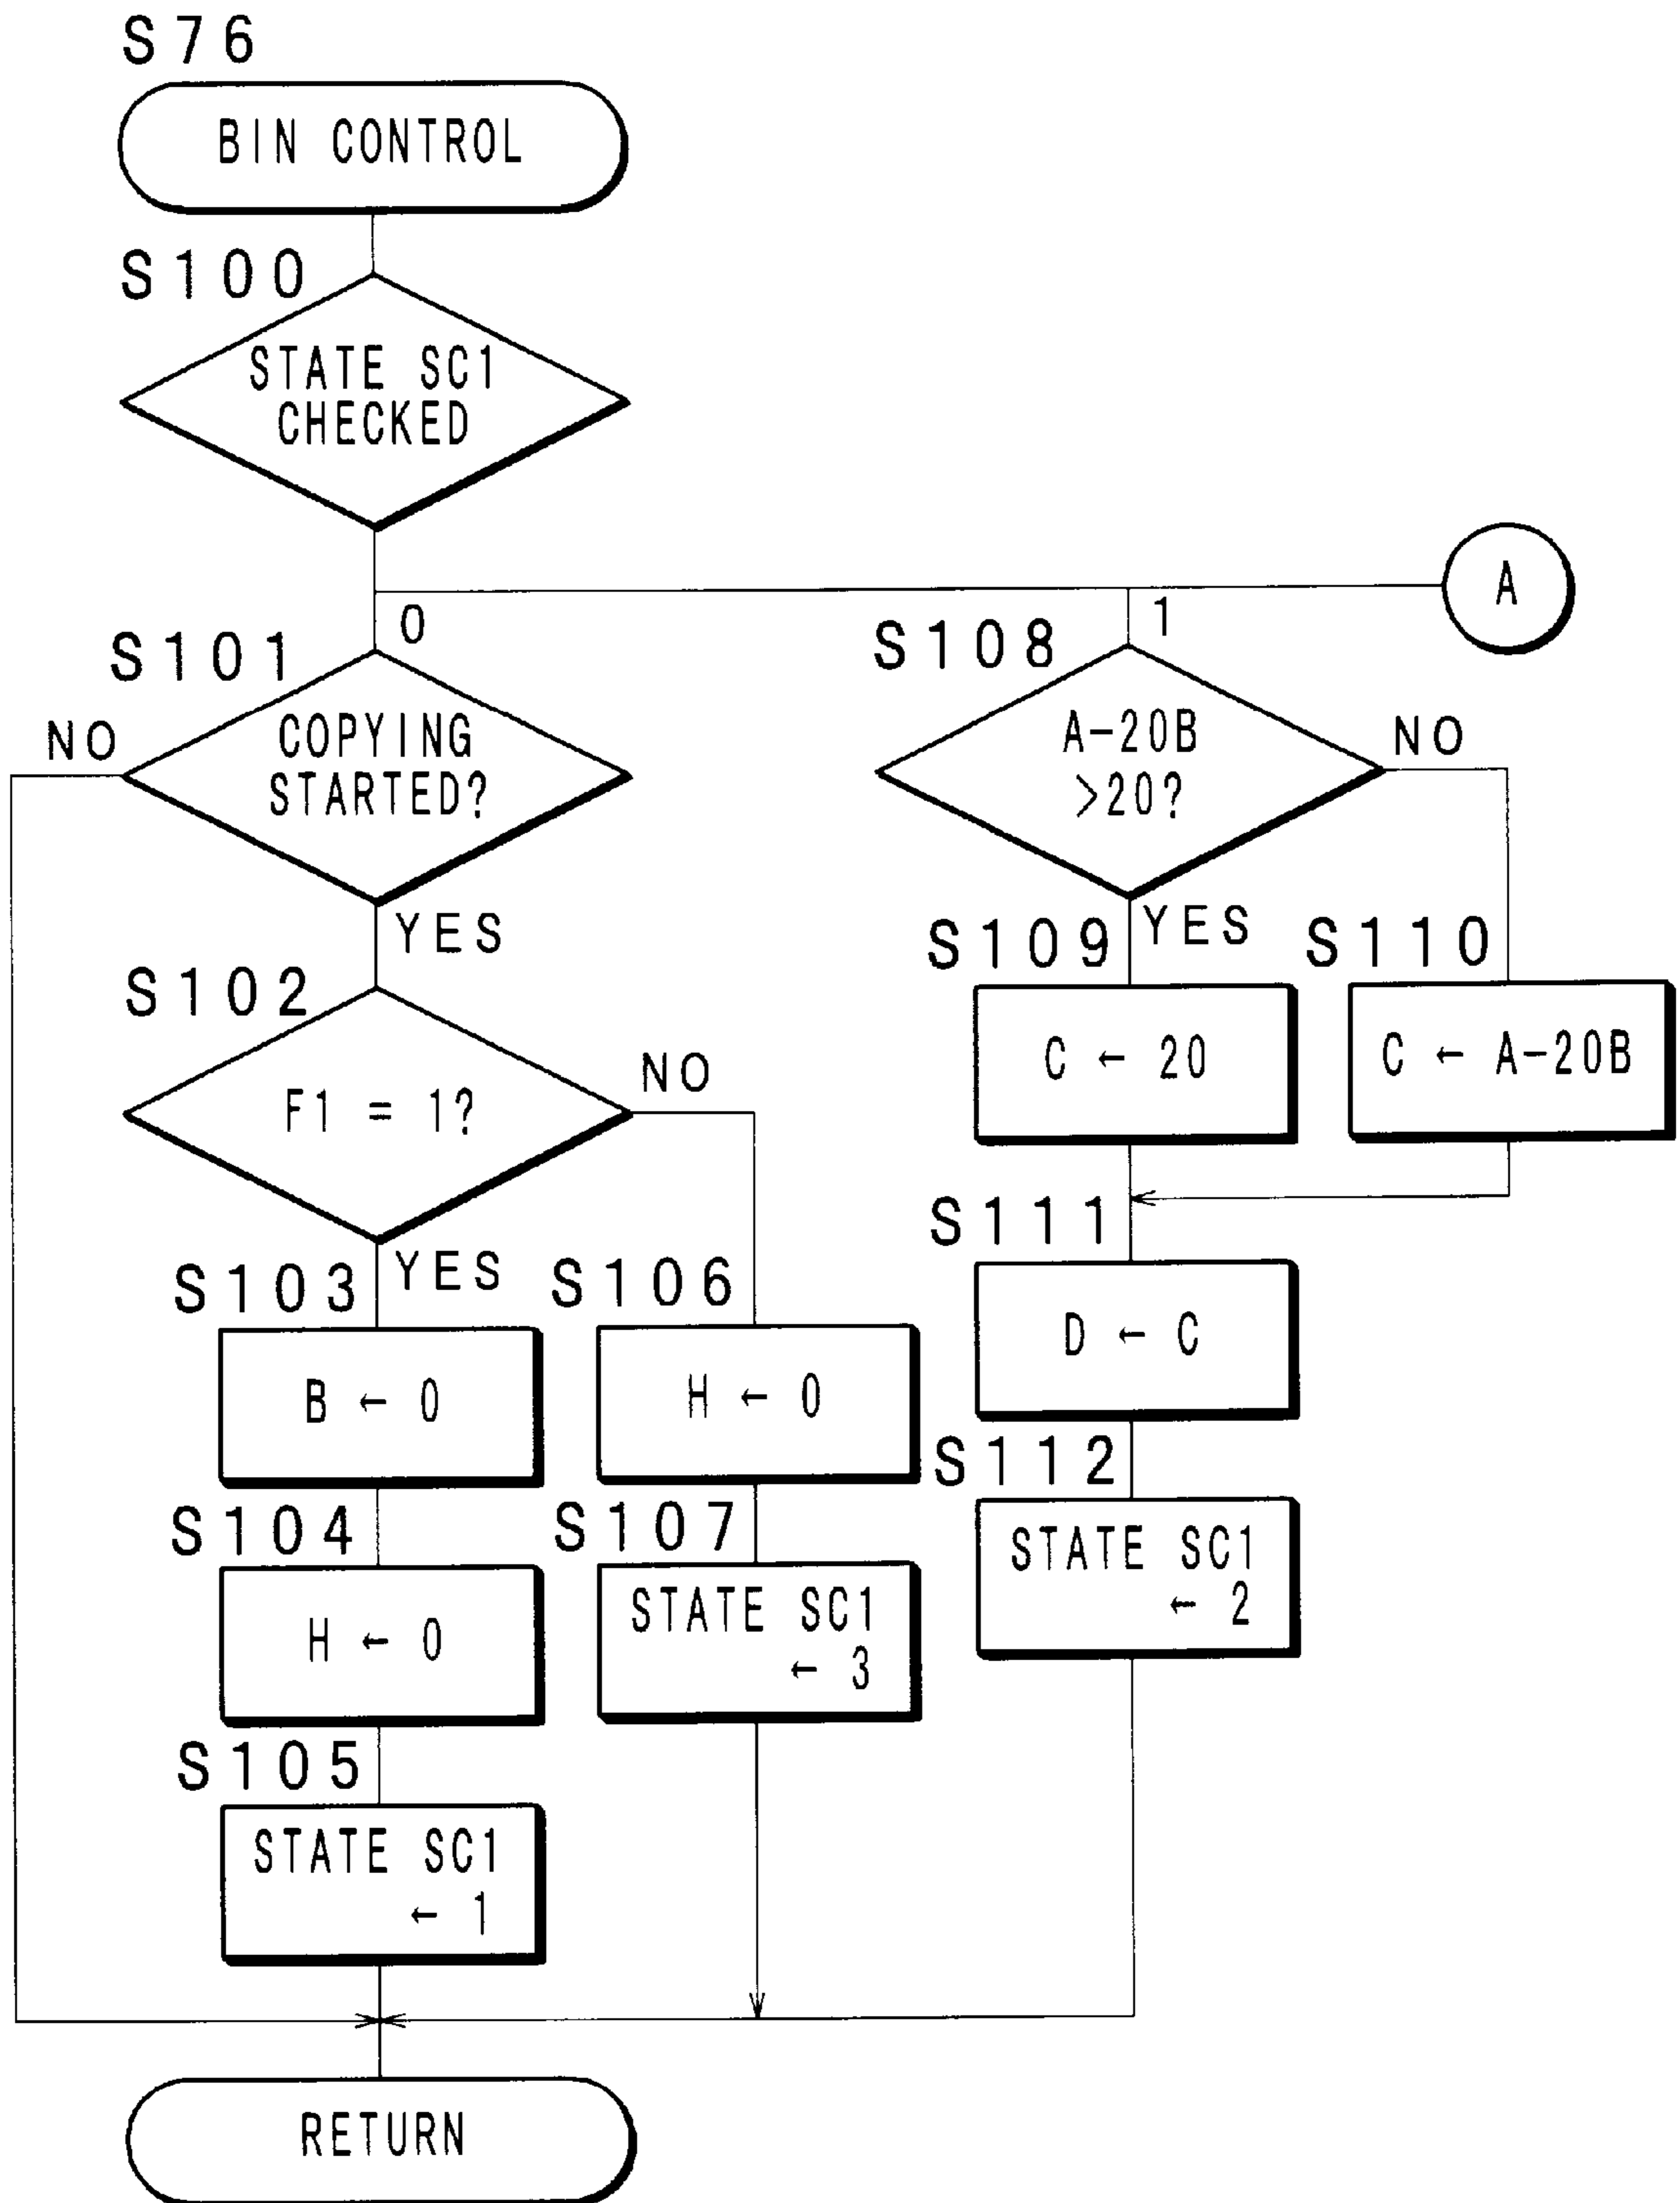 S76
BIN CONTROL
S100
STATE SC1
CHECKED
A
0
1
S101
COPYING
STARTED?
NO
YES
S102
F1 = 1?
NO
YES
S103
B ← 0
S104
H ← 0
S105
STATE SC1
← 1
S106
H ← 0
S107
STATE SC1
← 3
S108
A-20B
>20?
NO
YES
S109
C ← 20
S110
C ← A-20B
S111
D ← C
S112
STATE SC1
← 2
RETURN